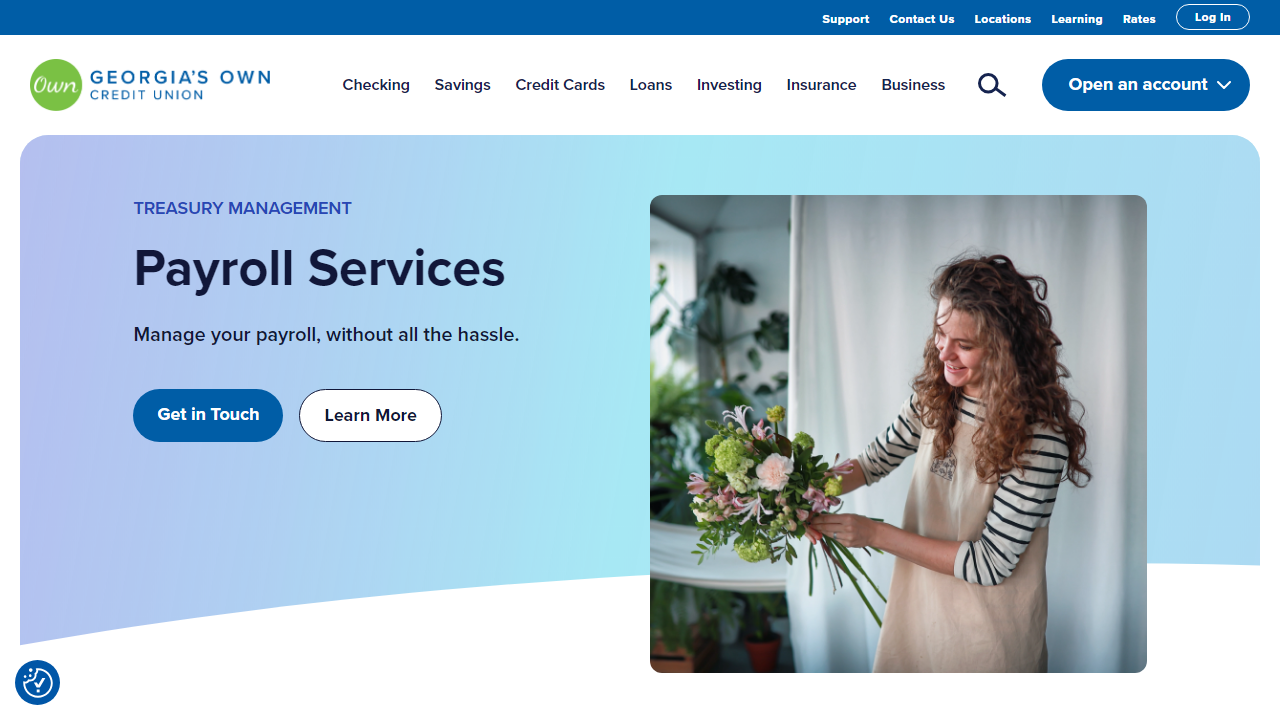 Support Contact Us Locations Learning Rates Log In
Own GEORGIA'S OWN
CREDIT UNION
Checking Savings Credit Cards Loans Investing Insurance Business
Open an account
TREASURY MANAGEMENT
Payroll Services
Manage your payroll, without all the hassle.
Get in Touch Learn More